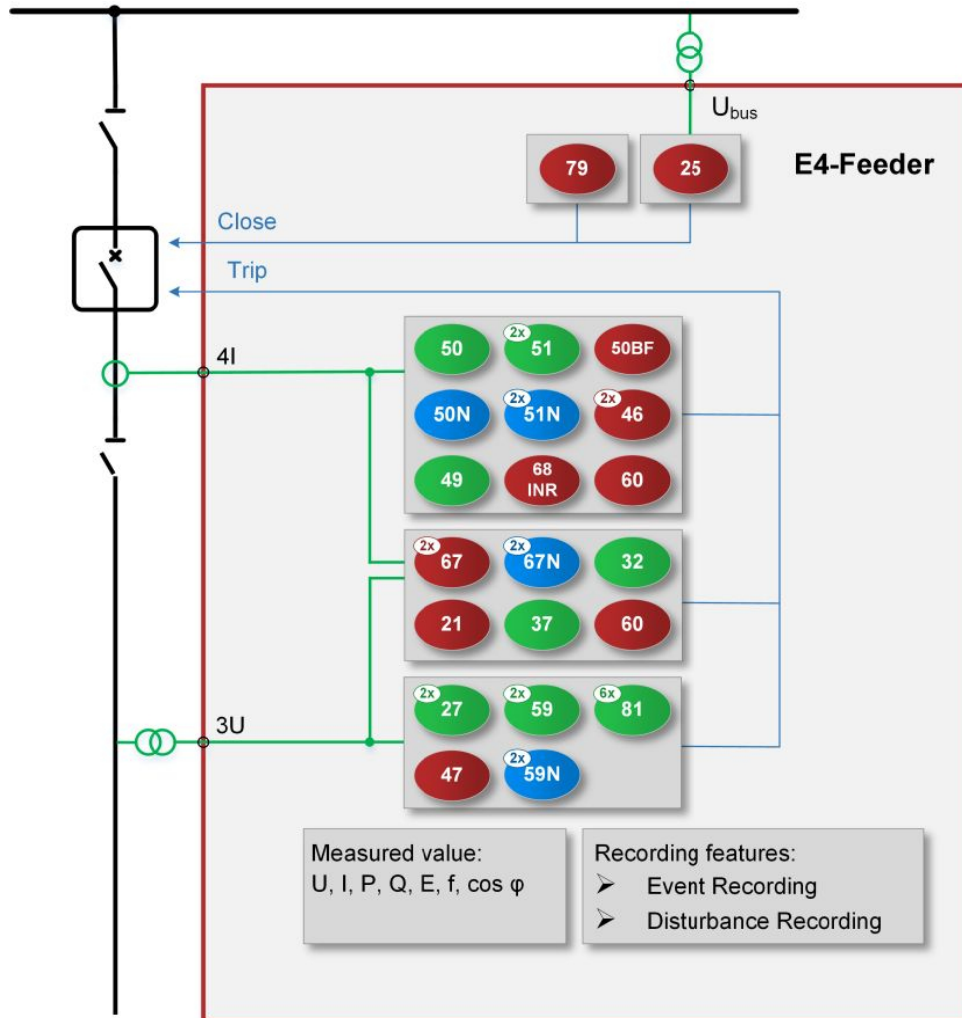 U bus
79 25
E4-Feeder
Close
Trip
4I
50 2x 51 50BF
50N 2x 51N 2x 46
49 68 INR 60
2x 67 2x 67N 32
21 37 60
3U
2x 27 2x 59 6x 81
47 2x 59N
Measured value:
U, I, P, Q, E, f, cos φ
Recording features:
➢ Event Recording
➢ Disturbance Recording